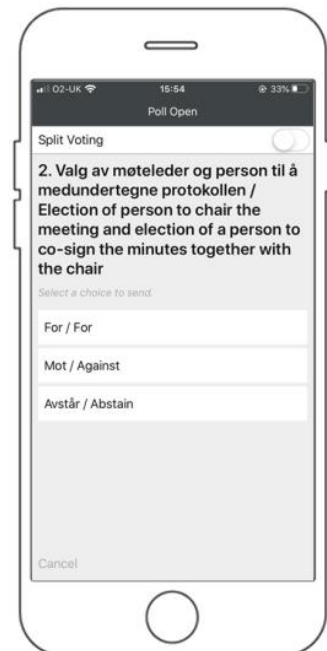 O2-UK 15:54 33%
Poll Open
Split Voting
2. Valg av møteleder og person til å
medundertegne protokollen /
Election of person to chair the
meeting and election of a person to
co-sign the minutes together with
the chair
Select a choice to send.
For / For
Mot / Against
Avstår / Abstain
Cancel